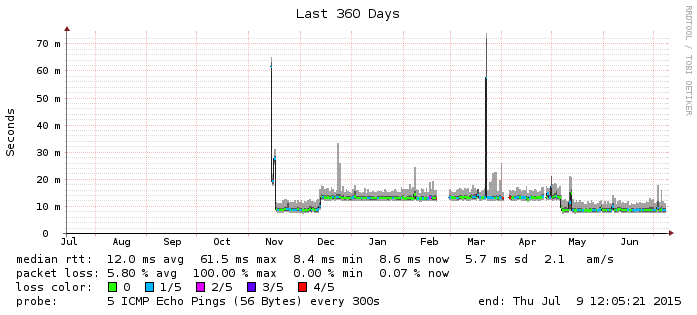 Last 360 Days
RRDTOOL / TOBI OETIKER
Seconds
70 m
60 m
50 m
40 m
30 m
20 m
10 m
0
Jul Aug Sep Oct Nov Dec Jan Feb Mar Apr May Jun
median rtt: 12.0 ms avg 61.5 ms max 8.4 ms min 8.6 ms now 5.7 ms sd 2.1 am/s
packet loss: 5.80 % avg 100.00 % max 0.00 % min 0.07 % now
loss color: 0 1/5 2/5 3/5 4/5
probe: 5 ICMP Echo Pings (56 Bytes) every 300s end: Thu Jul 9 12:05:21 2015